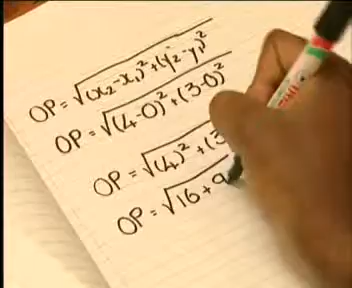 OP = √(x₂-x₁)² + (y₂-y₁)²
OP = √(4-0)² + (3-0)²
OP = √(4)² + (3
OP = √16 + 9